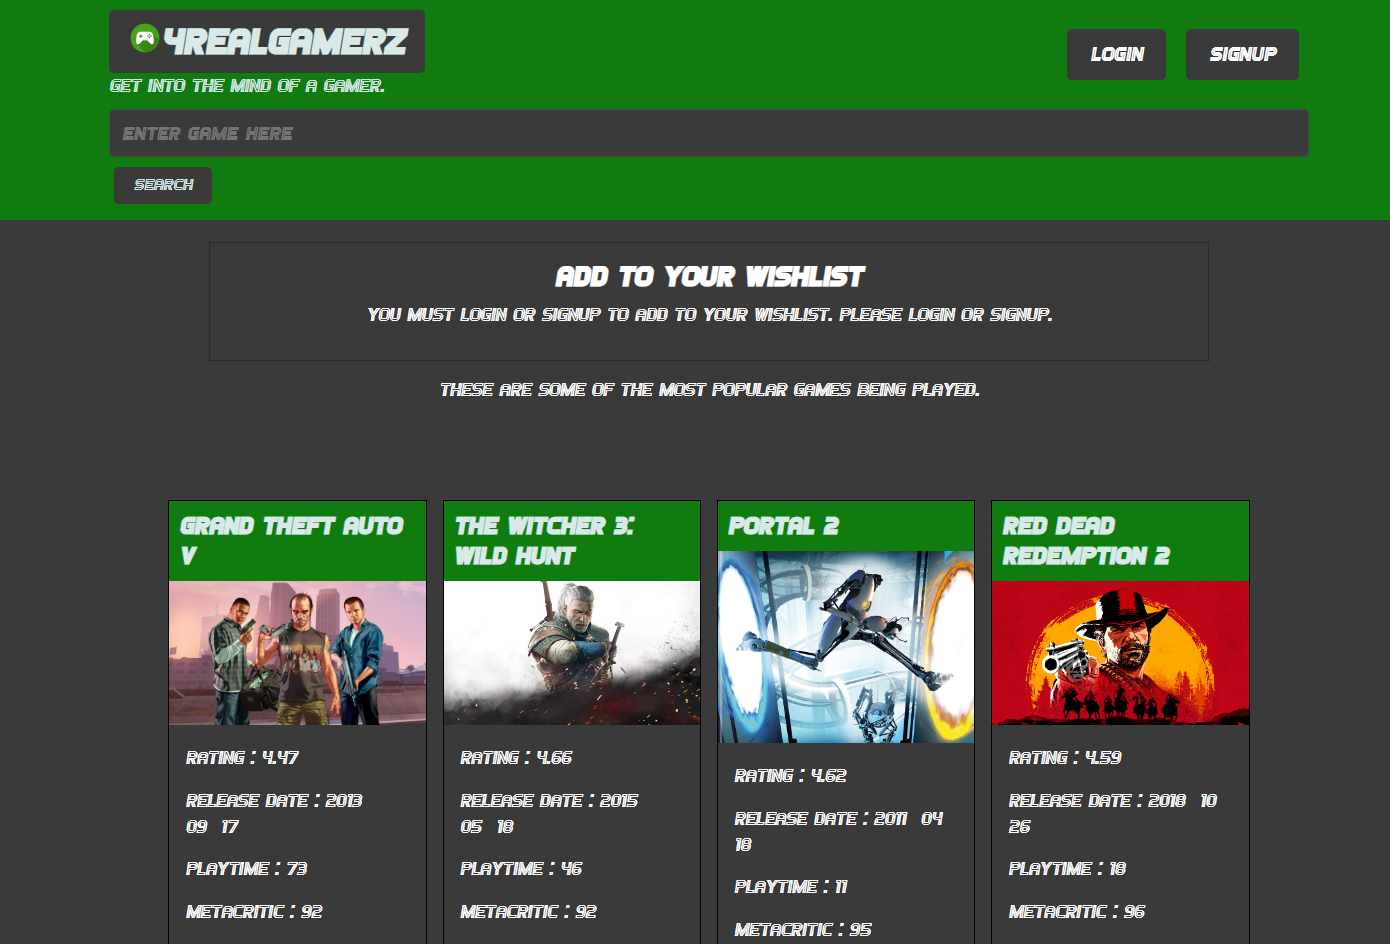 4REALGAMERZ
GET INTO THE MIND OF A GAMER.
LOGIN
SIGNUP
ENTER GAME HERE
SEARCH
ADD TO YOUR WISHLIST
YOU MUST LOGIN OR SIGNUP TO ADD TO YOUR WISHLIST. PLEASE LOGIN OR SIGNUP.
THESE ARE SOME OF THE MOST POPULAR GAMES BEING PLAYED.
GRAND THEFT AUTO
V
RATING : 4.47
RELEASE DATE : 2013
09 17
PLAYTIME : 73
METACRITIC : 92
THE WITCHER 3:
WILD HUNT
RATING : 4.66
RELEASE DATE : 2015
05 18
PLAYTIME : 46
METACRITIC : 92
PORTAL 2
RATING : 4.62
RELEASE DATE : 2011 04
18
PLAYTIME : 11
METACRITIC : 95
RED DEAD
REDEMPTION 2
RATING : 4.59
RELEASE DATE : 2018 10
26
PLAYTIME : 18
METACRITIC : 96